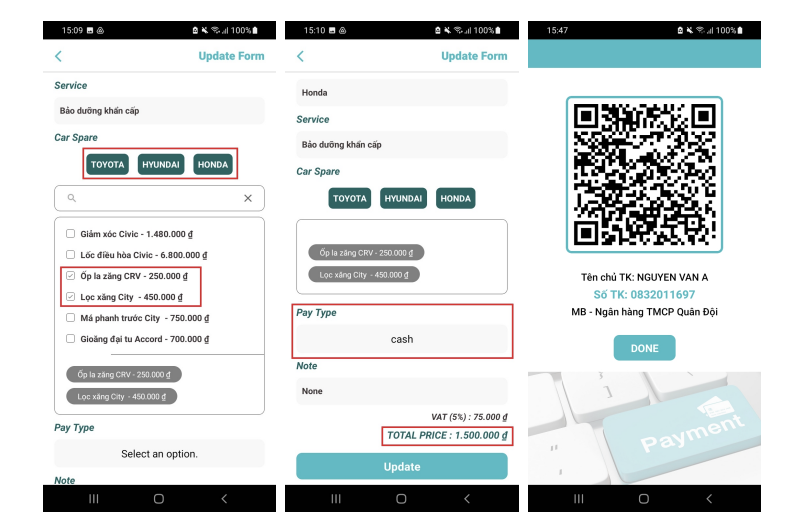 15:09
100%
Update Form
Service
Bảo dưỡng khẩn cấp
Car Spare
TOYOTA HYUNDAI HONDA
Giảm xóc Civic - 1.480.000 ₫
Lốc điều hòa Civic - 6.800.000 ₫
Ốp la zăng CRV - 250.000 ₫
Lọc xăng City - 450.000 ₫
Má phanh trước City - 750.000 ₫
Gioăng đại tu Accord - 700.000 ₫
Ốp la zăng CRV - 250.000 ₫
Lọc xăng City - 450.000 ₫
Pay Type
Select an option.
Note
15:10
100%
Update Form
Honda
Service
Bảo dưỡng khẩn cấp
Car Spare
TOYOTA HYUNDAI HONDA
Ốp la zăng CRV - 250.000 ₫
Lọc xăng City - 450.000 ₫
Pay Type
cash
Note
None
VAT (5%) : 75.000 ₫
TOTAL PRICE : 1.500.000 ₫
Update
15:47
100%
Tên chủ TK: NGUYEN VAN A
Số TK: 0832011697
MB - Ngân hàng TMCP Quân Đội
DONE
Payment